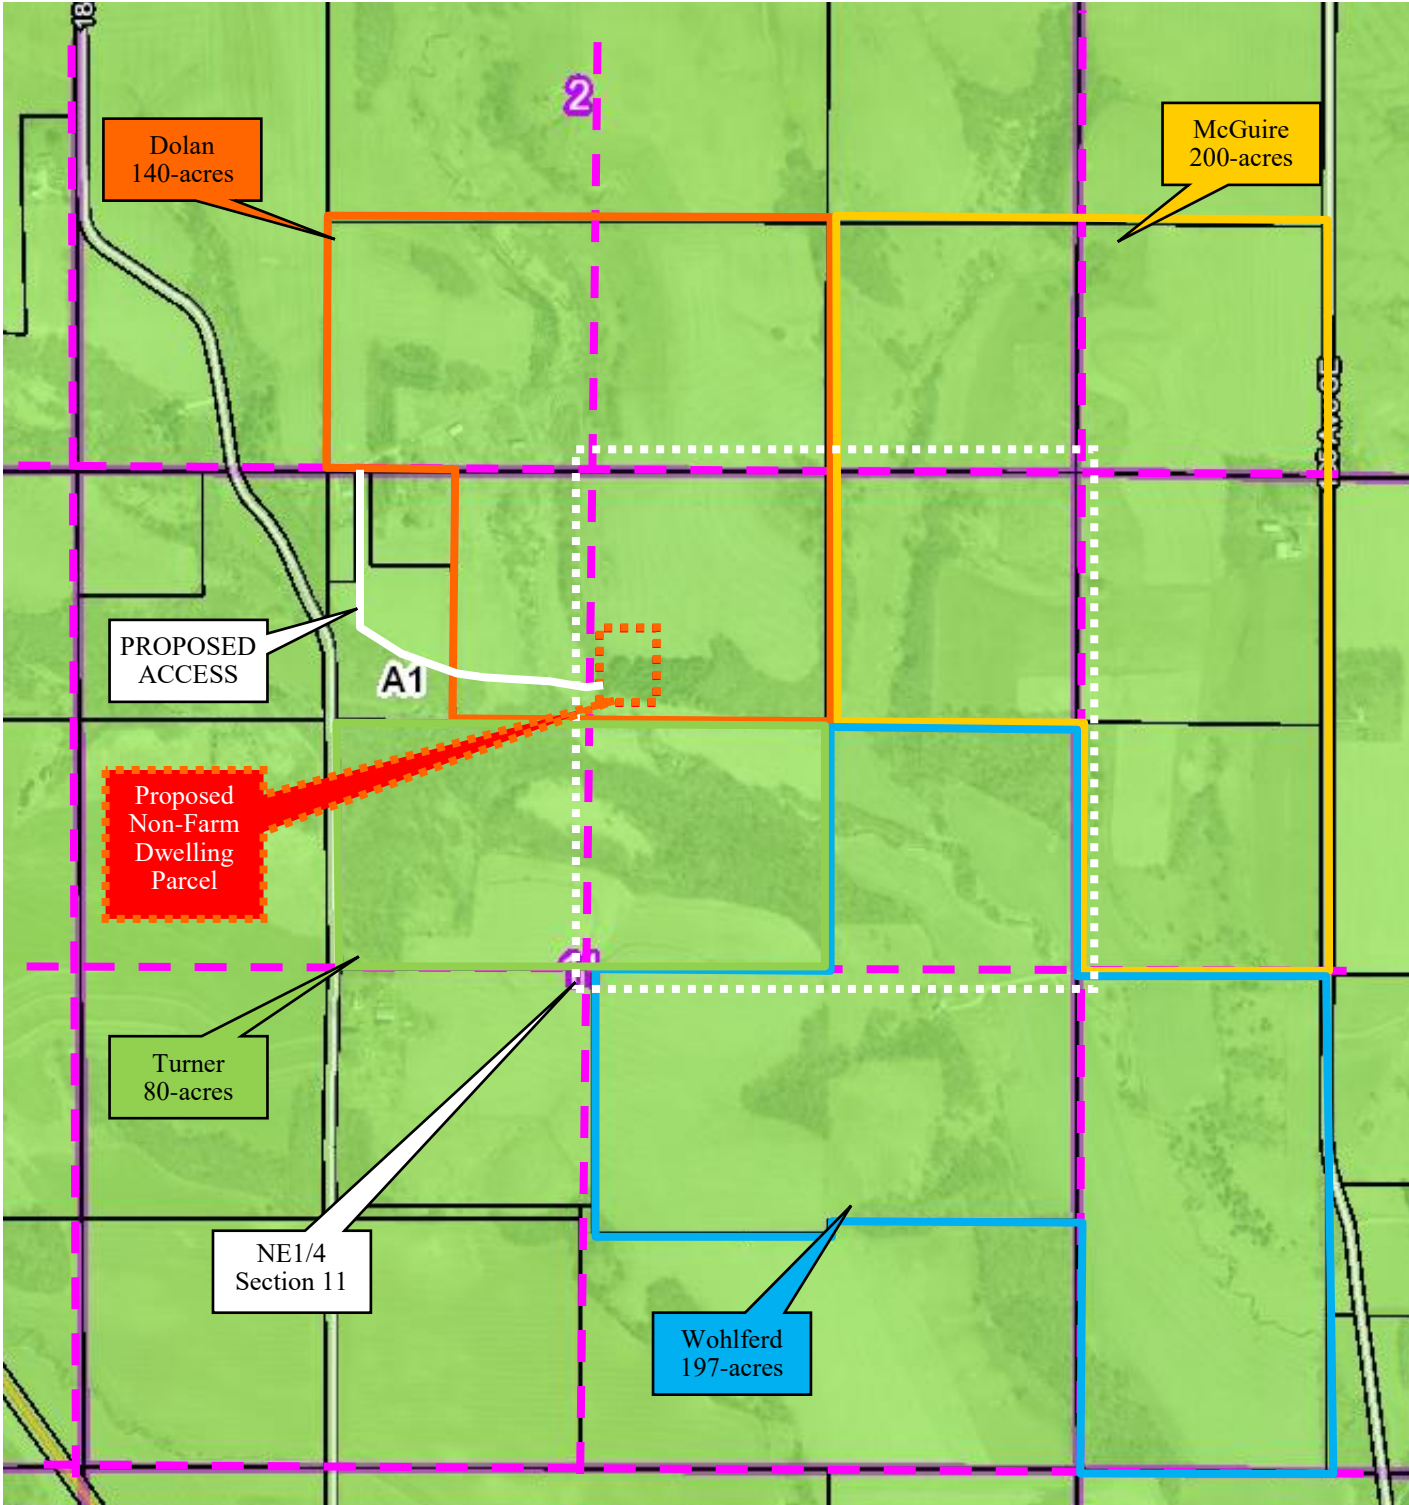 18
2
Dolan
140-acres
McGuire
200-acres
PROPOSED
ACCESS
A1
Proposed
Non-Farm
Dwelling
Parcel
Turner
80-acres
NE1/4
Section 11
Wohlferd
197-acres